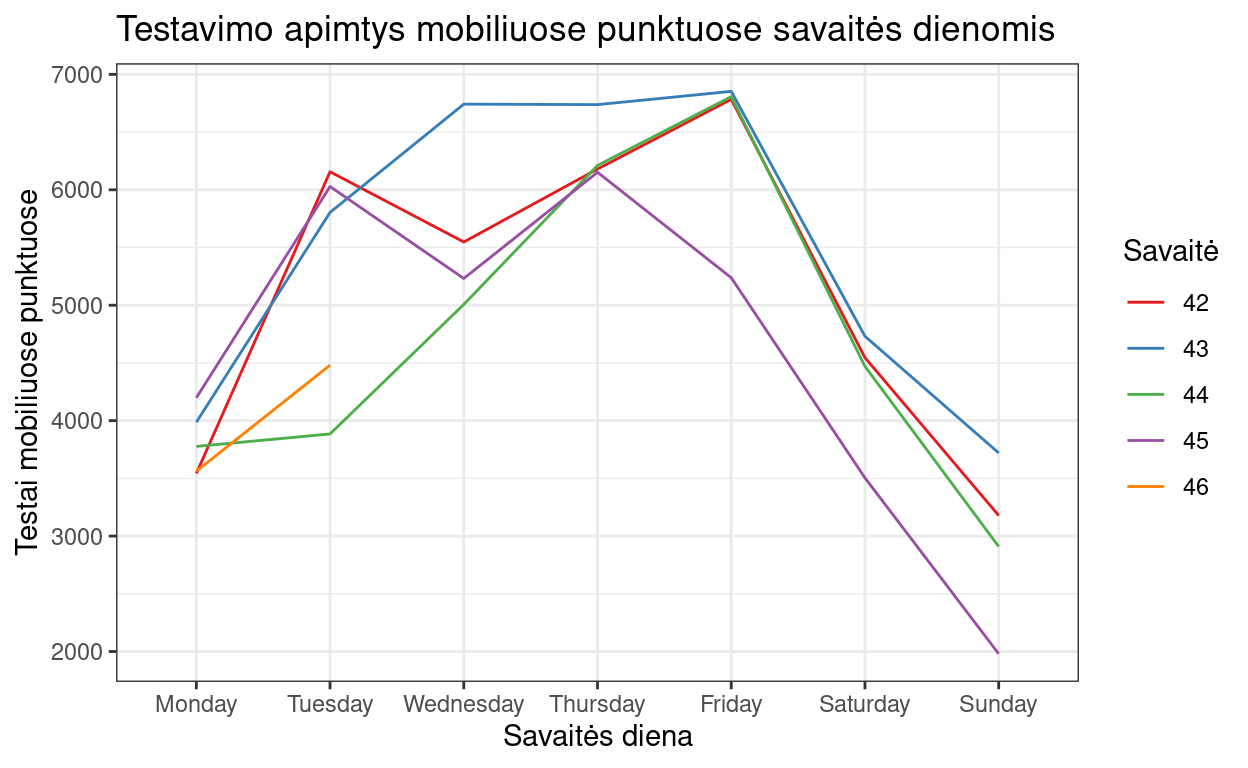 Testavimo apimtys mobiliuose punktuose savaitės dienomis
Testai mobiliuose punktuose
7000
6000
5000
4000
3000
2000
Monday Tuesday Wednesday Thursday Friday Saturday Sunday
Savaitės diena
Savaitė
42
43
44
45
46